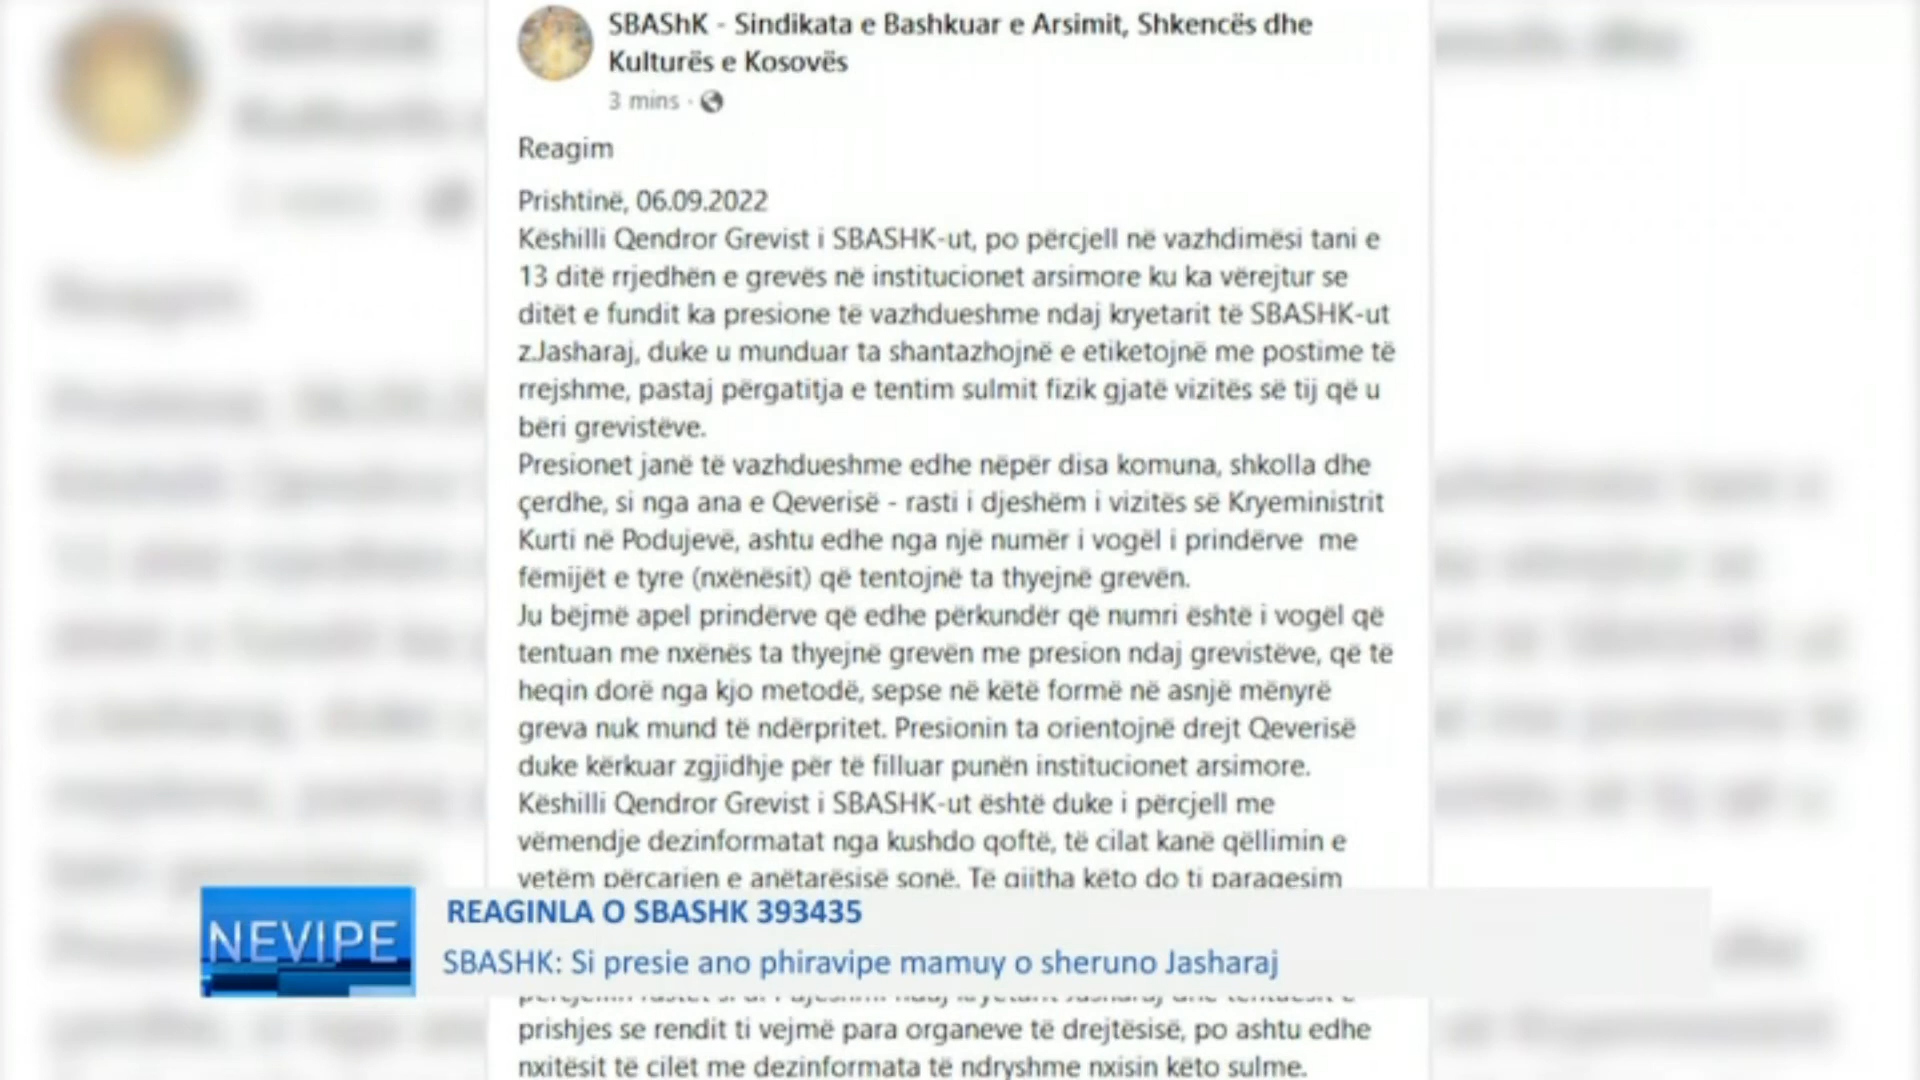 SBAShK - Sindikata e Bashkuar e Arsimit, Shkencës dhe
Kulturës e Kosovës
3 mins ·
Reagim
Prishtinë, 06.09.2022
Këshilli Qendror Grevist i SBASHK-ut, po përcjell në vazhdimësi tani e
13 ditë rrjedhën e grevës në institucionet arsimore ku ka vërejtur se
ditët e fundit ka presione të vazhdueshme ndaj kryetarit të SBASHK-ut
z.Jasharaj, duke u munduar ta shantazhojnë e etiketojnë me postime të
rrejshme, pastaj përgatitja e tentim sulmit fizik gjatë vizitës së tij që u
bëri grevistëve.
Presionet janë të vazhdueshme edhe nëpër disa komuna, shkolla dhe
çerdhe, si nga ana e Qeverisë - rasti i djeshëm i vizitës së Kryeministrit
Kurti në Podujevë, ashtu edhe nga një numër i vogël i prindërve me
fëmijët e tyre (nxënësit) që tentojnë ta thyejnë grevën.
Ju bëjmë apel prindërve që edhe përkundër që numri është i vogël që
tentuan me nxënës ta thyejnë grevën me presion ndaj grevistëve, që të
heqin dorë nga kjo metodë, sepse në këtë formë në asnjë mënyrë
greva nuk mund të ndërpritet. Presionin ta orientojnë drejt Qeverisë
duke kërkuar zgjidhje për të filluar punën institucionet arsimore.
Këshilli Qendror Grevist i SBASHK-ut është duke i përcjell me
vëmendje dezinformatat nga kushdo qoftë, të cilat kanë qëllimin e
vetëm përçarjen e anëtarësisë sonë. Të gjitha këto do ti paraqesim
NEVIPE
REAGINLA O SBASHK 393435
SBASHK: Si presie ano phiravipe mamuy o sheruno Jasharaj
prishjes se rendit ti vejmë para organeve të drejtësisë, po ashtu edhe
nxitësit të cilët me dezinformata të ndryshme nxisin këto sulme.